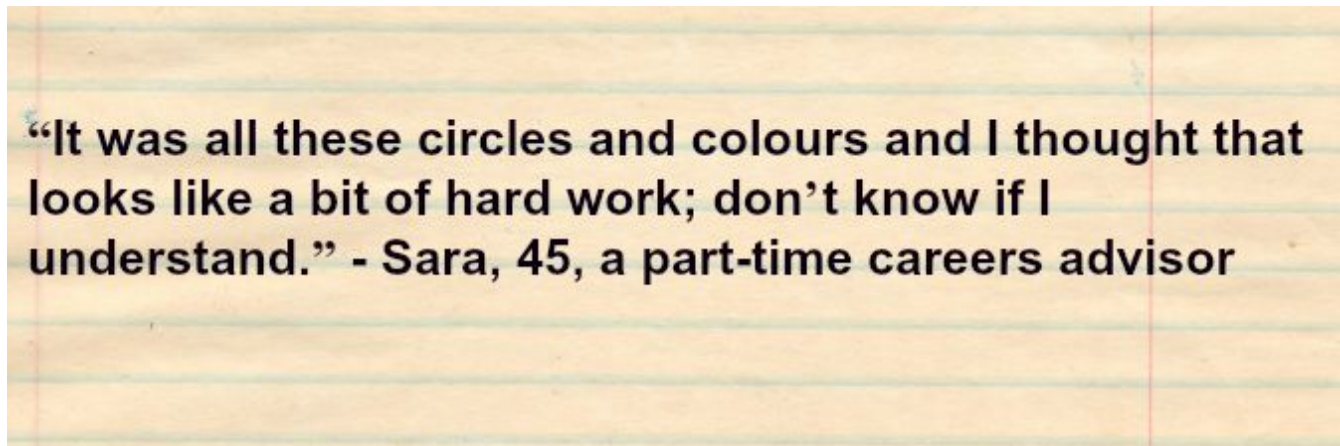 “It was all these circles and colours and I thought that
looks like a bit of hard work; don’t know if I
understand.” - Sara, 45, a part-time careers advisor